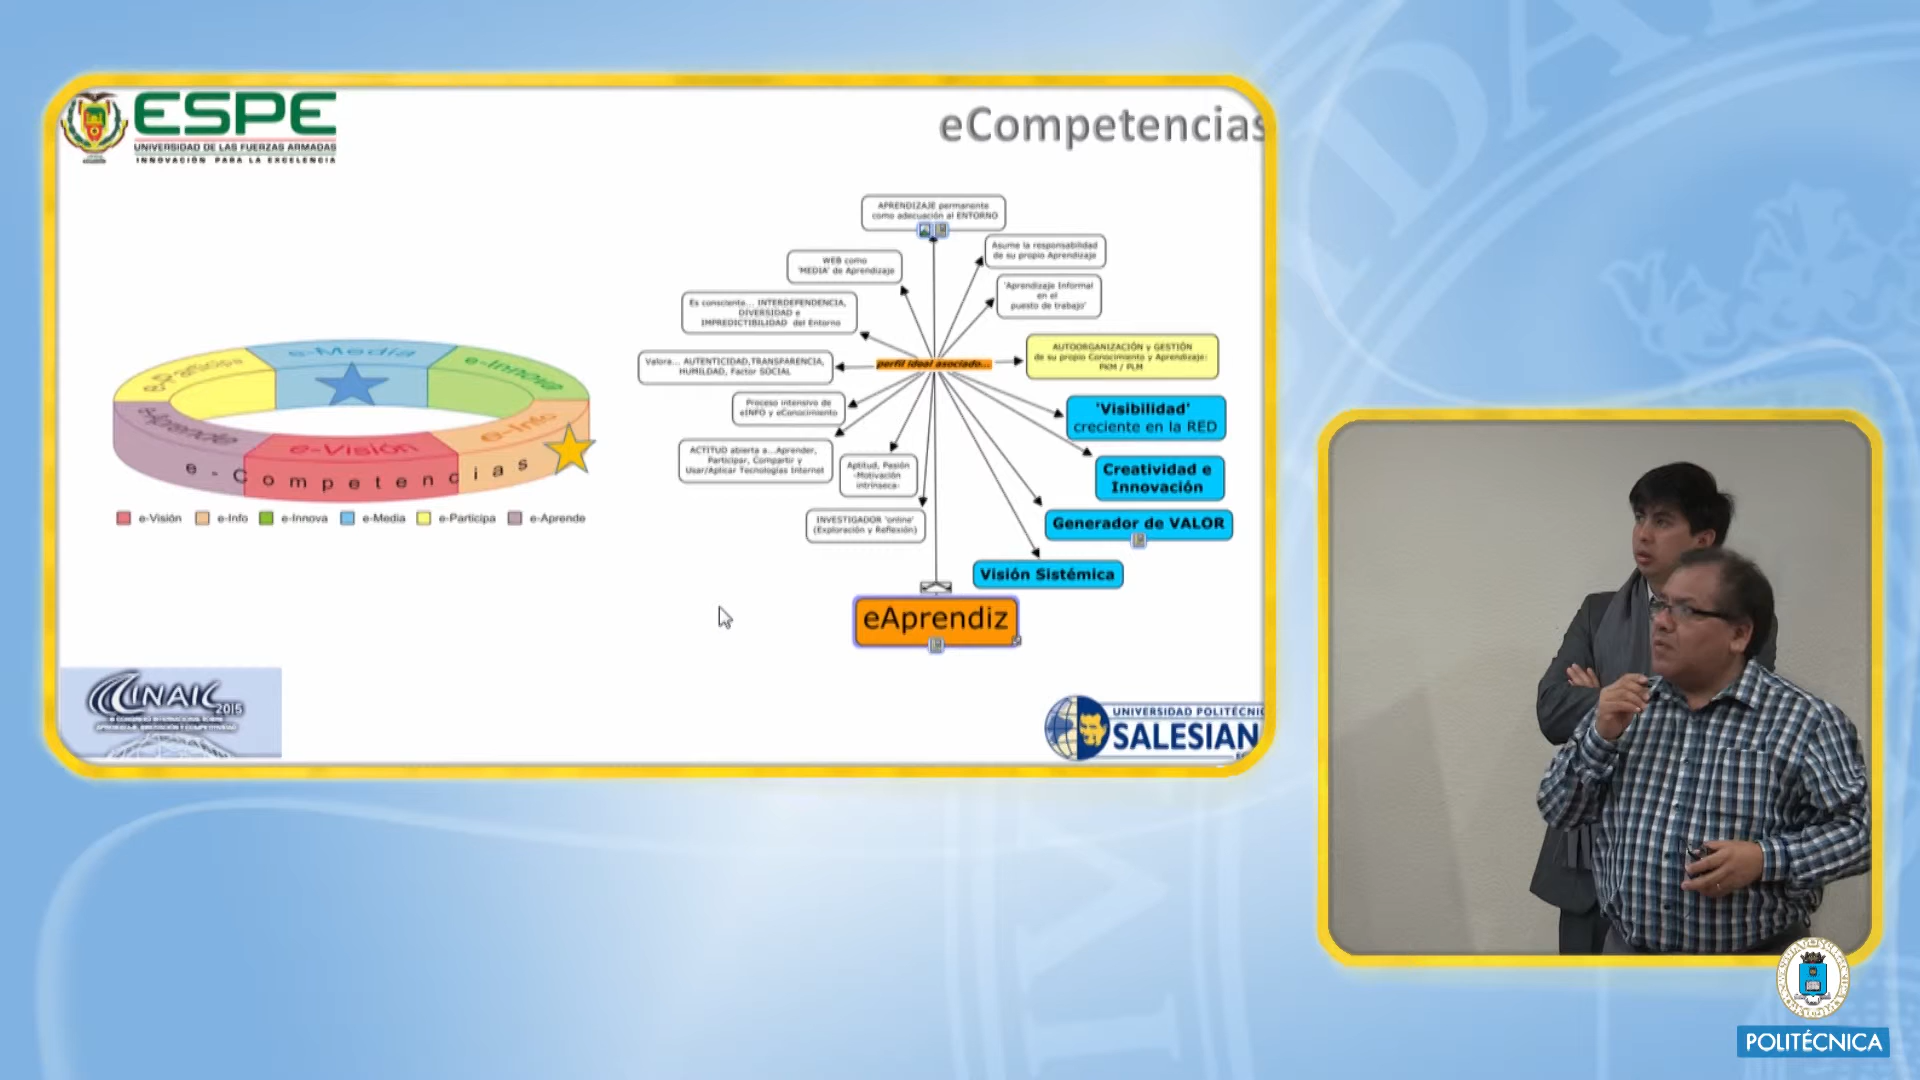 ESPE
UNIVERSIDAD DE LAS FUERZAS ARMADAS
INNOVACIÓN PARA LA EXCELENCIA
eCompetencias
APRENDIZAJE permanente
como adecuación al ENTORNO
Asume la responsabilidad
de su propio Aprendizaje
WEB como
'MEDIA' de Aprendizaje
'Aprendizaje Informal
en el
puesto de trabajo'
Es consciente... INTERDEPENDENCIA,
DIVERSIDAD e
IMPREDICTIBILIDAD del Entorno
AUTOORGANIZACIÓN y GESTIÓN
de su propio Conocimiento y Aprendizaje:
PKM / PLM
Valora... AUTENTICIDAD,TRANSPARENCIA,
HUMILDAD, Factor SOCIAL
perfil ideal asociado...
Proceso intensivo de
eINFO y eConocimiento
'Visibilidad'
creciente en la RED
ACTITUD abierta a...Aprender,
Participar, Compartir y
Usar/Aplicar Tecnologías Internet
Aptitud, Pasión
-Motivación
intrínseca-
Creatividad e
Innovación
INVESTIGADOR 'online'
(Exploración y Reflexión)
Generador de VALOR
Visión Sistémica
eAprendiz
e-Participa
e-Media
e-Innova
e-Aprende
e-Visión
e-Info
e - Competencias
e-Visión
e-Info
e-Innova
e-Media
e-Participa
e-Aprende
CINAIC 2015
UNIVERSIDAD POLITÉCNIC
SALESIAN
POLITÉCNICA